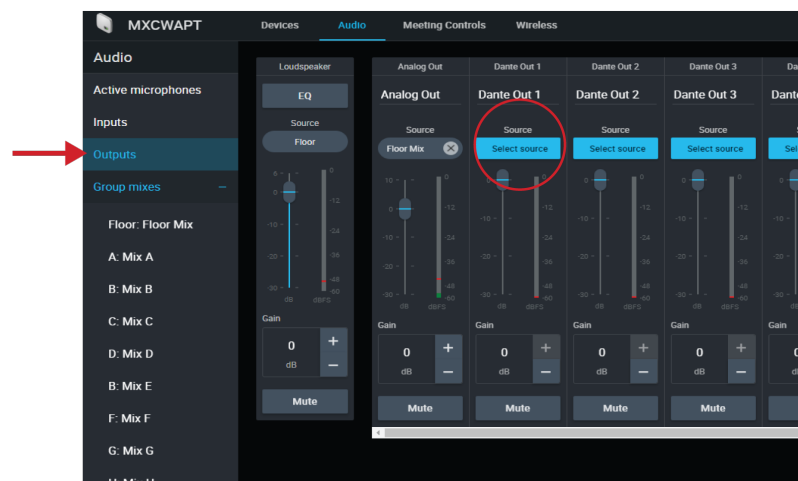 MXCWAPT
Devices
Audio
Meeting Controls
Wireless
Audio
Active microphones
Inputs
Outputs
Group mixes
Floor: Floor Mix
A: Mix A
B: Mix B
C: Mix C
D: Mix D
B: Mix E
F: Mix F
G: Mix G
Loudspeaker
EQ
Source
Floor
6
0
-10
-20
-30
dB
0
-12
-24
-36
-48
-60
dBFS
Gain
0
+
dB
−
Mute
Analog Out
Analog Out
Source
Floor Mix
10
0
-10
-20
-30
dB
0
-12
-24
-36
-48
-60
dBFS
Gain
0
+
dB
−
Mute
Dante Out 1
Dante Out 1
Source
Select source
0
-10
-20
-30
dB
0
-12
-24
-36
-48
-60
dBFS
Gain
0
+
dB
−
Mute
Dante Out 2
Dante Out 2
Source
Select source
0
-10
-20
-30
dB
0
-12
-24
-36
-48
-60
dBFS
Gain
0
+
dB
−
Mute
Dante Out 3
Dante Out 3
Source
Select source
0
-10
-20
-30
dB
0
-12
-24
-36
-48
-60
dBFS
Gain
0
+
dB
−
Mute
Gain